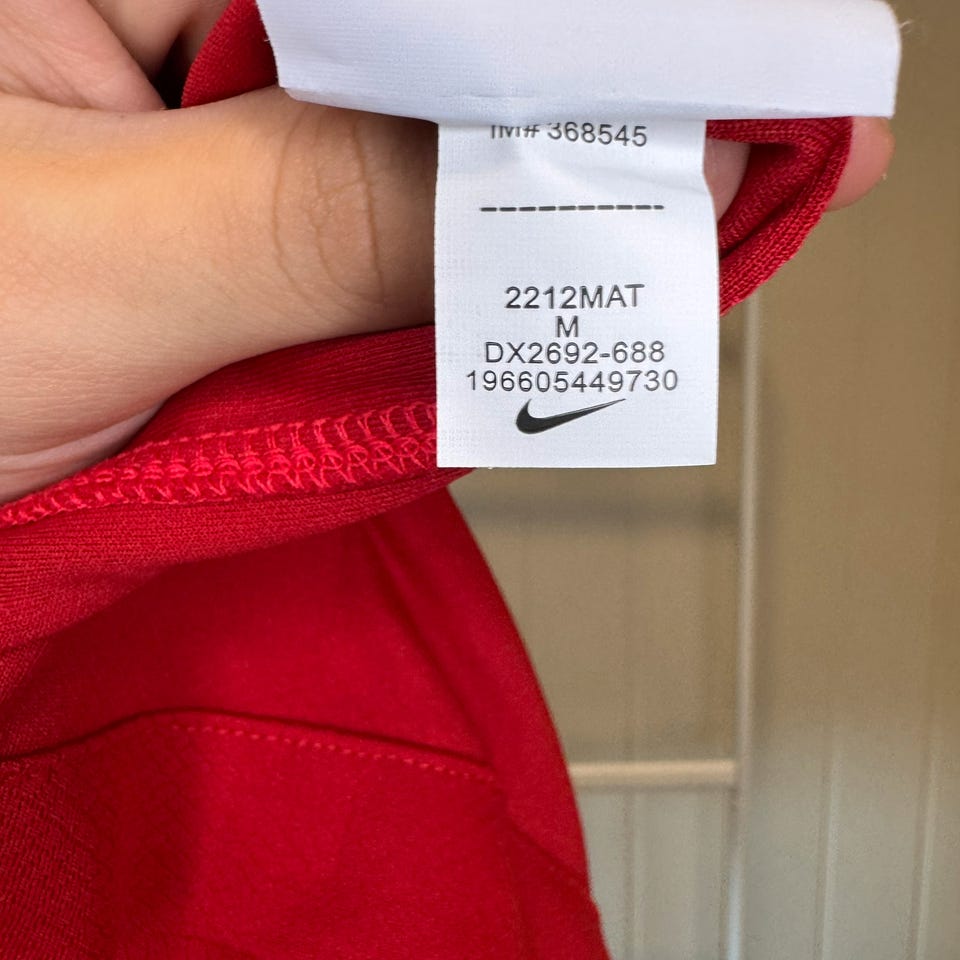 IM# 368545
----------
2212MAT
M
DX2692-688
196605449730